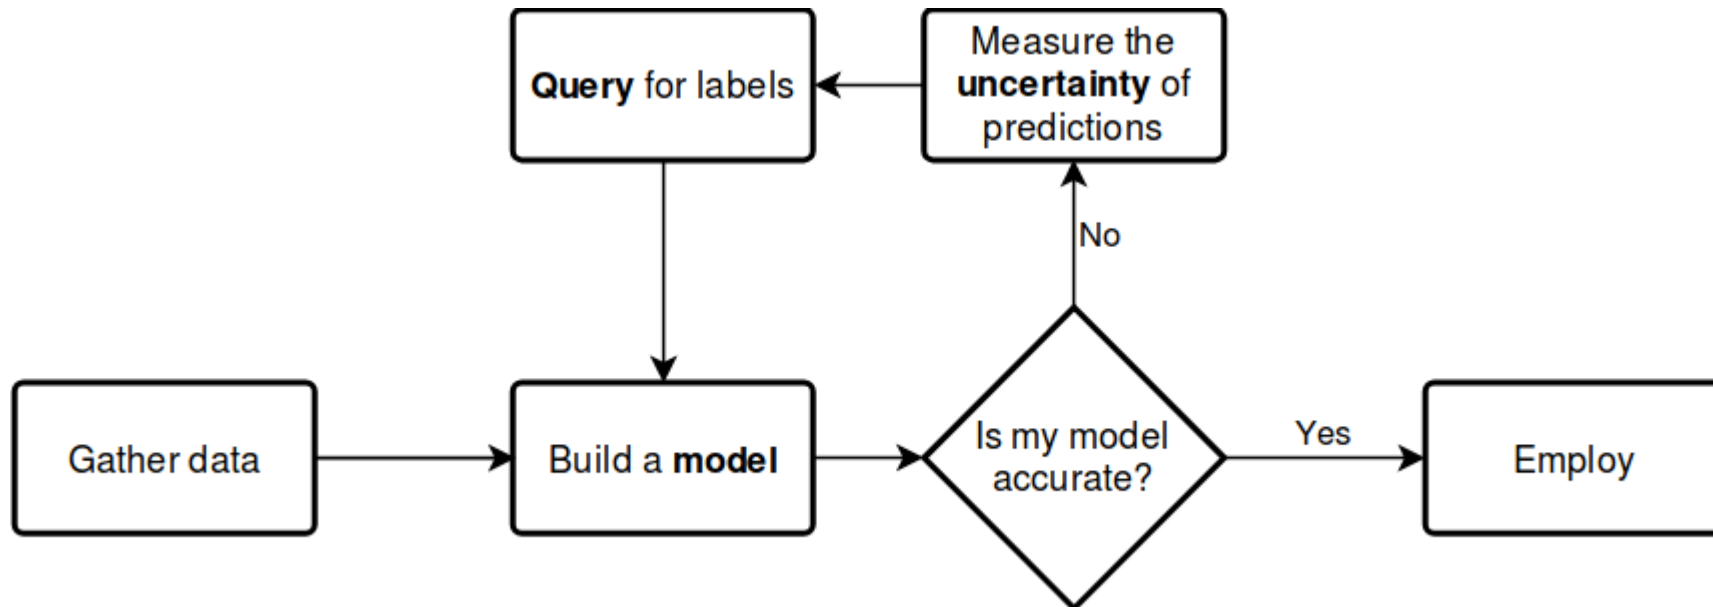 Query for labels
Measure the
uncertainty of
predictions
No
Gather data
Build a model
Is my model
accurate?
Yes
Employ